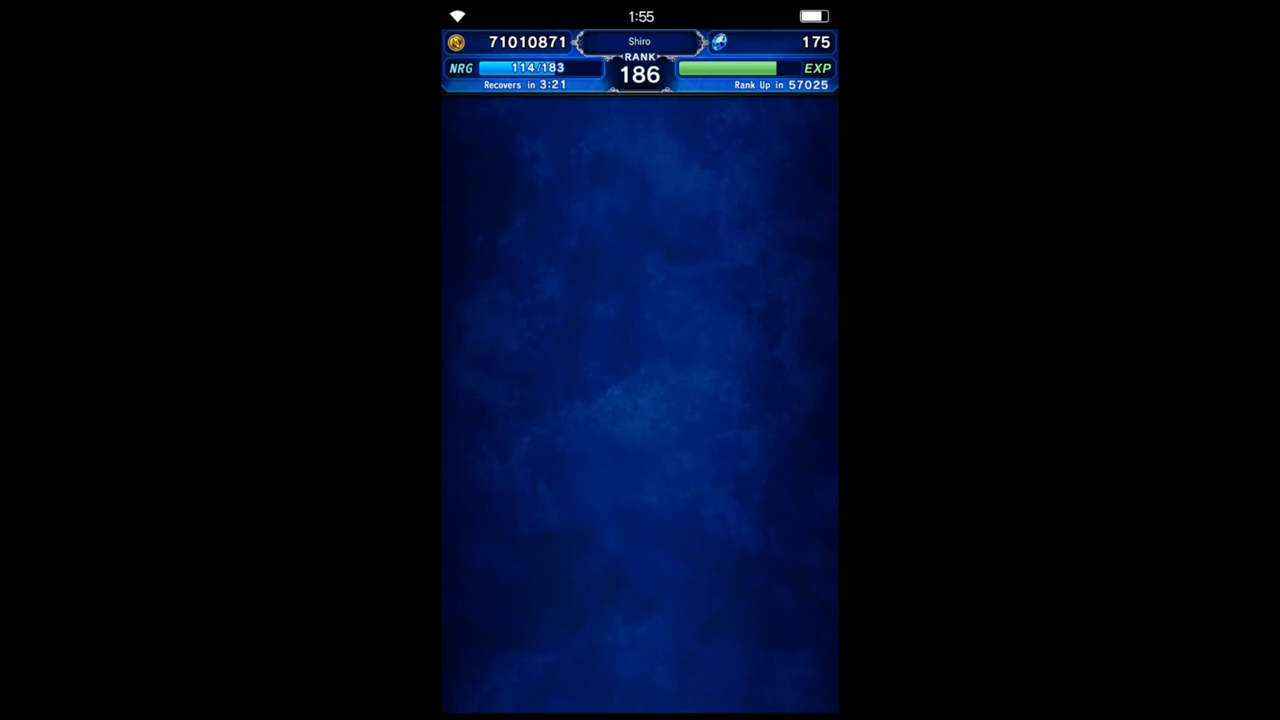 1:55
71010871
Shiro
175
NRG 114/183
RANK
186
EXP
Recovers in 3:21
Rank Up in 57025